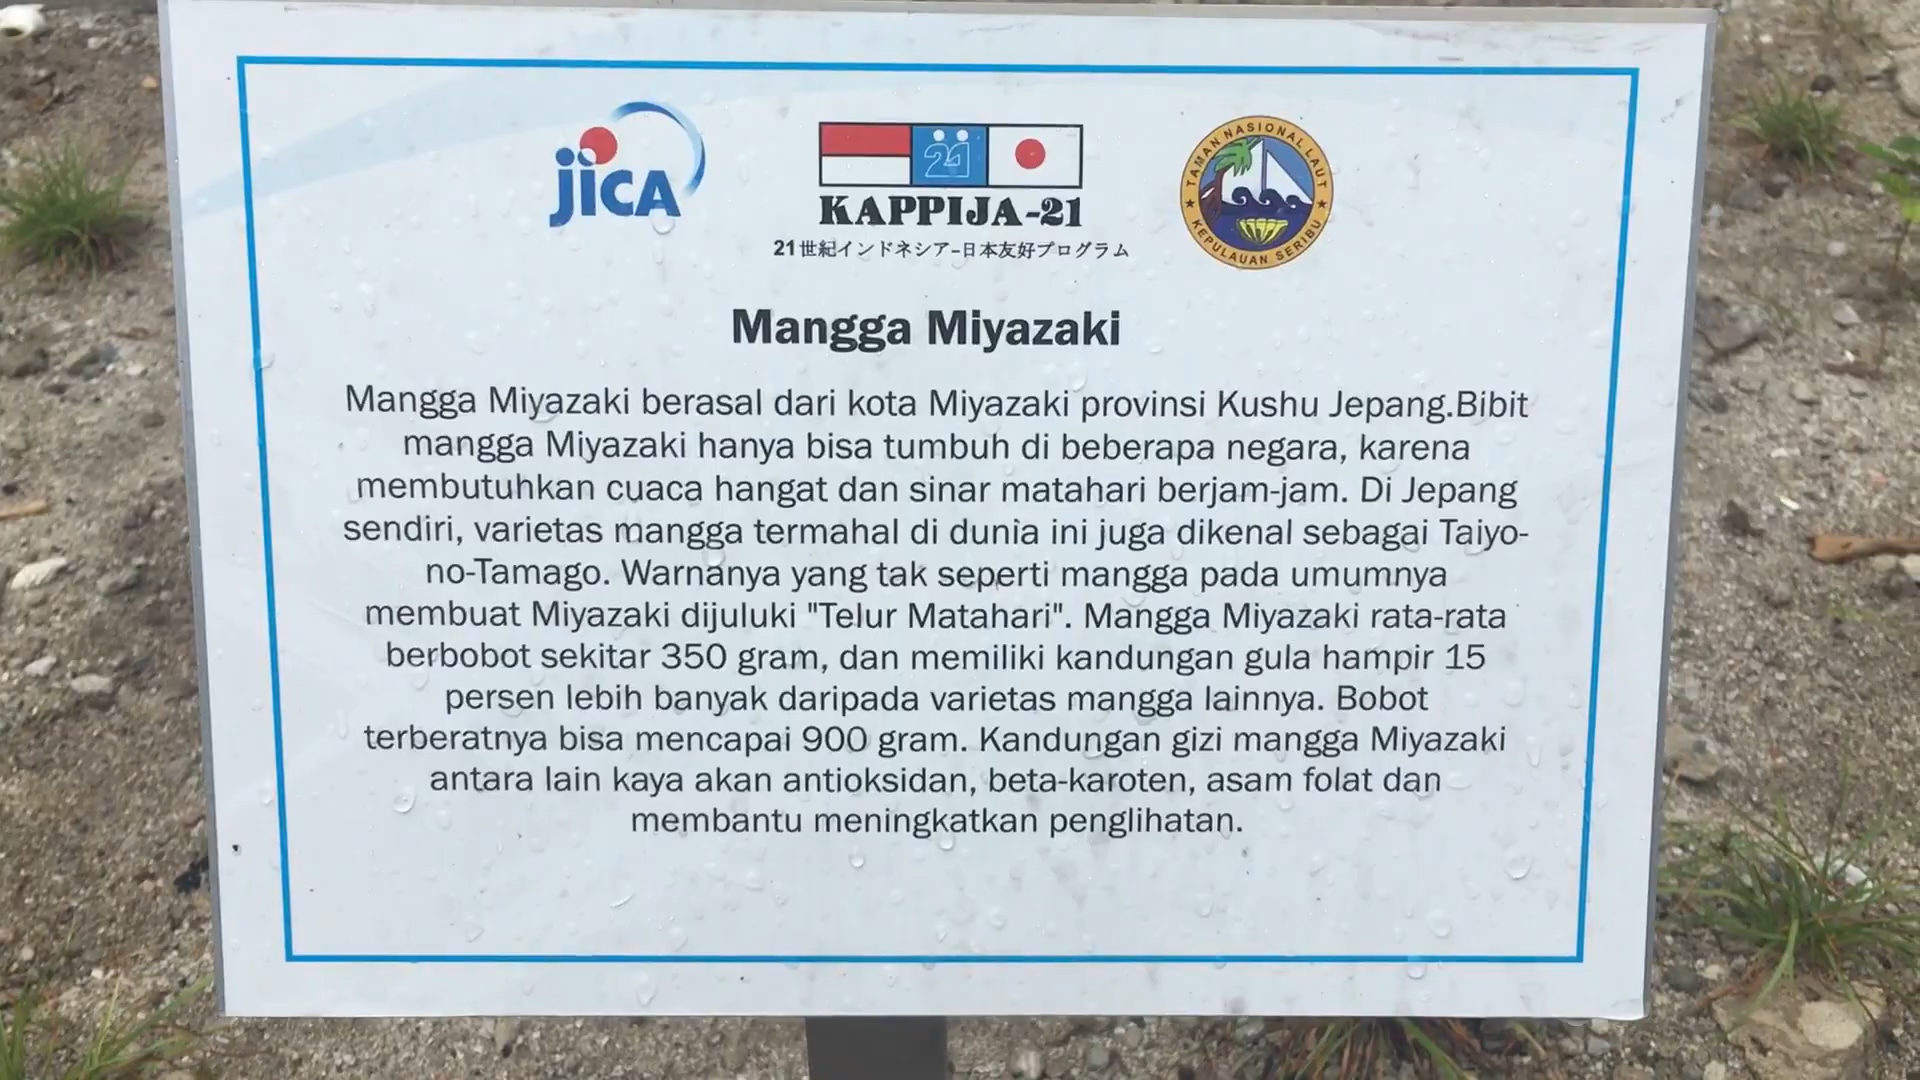 JICA
21
KAPPIJA-21
21世紀インドネシア-日本友好プログラム
TAMAN NASIONAL LAUT
KEPULAUAN SERIBU
Mangga Miyazaki
Mangga Miyazaki berasal dari kota Miyazaki provinsi Kushu Jepang.Bibit
mangga Miyazaki hanya bisa tumbuh di beberapa negara, karena
membutuhkan cuaca hangat dan sinar matahari berjam-jam. Di Jepang
sendiri, varietas mangga termahal di dunia ini juga dikenal sebagai Taiyo-
no-Tamago. Warnanya yang tak seperti mangga pada umumnya
membuat Miyazaki dijuluki "Telur Matahari". Mangga Miyazaki rata-rata
berbobot sekitar 350 gram, dan memiliki kandungan gula hampir 15
persen lebih banyak daripada varietas mangga lainnya. Bobot
terberatnya bisa mencapai 900 gram. Kandungan gizi mangga Miyazaki
antara lain kaya akan antioksidan, beta-karoten, asam folat dan
membantu meningkatkan penglihatan.